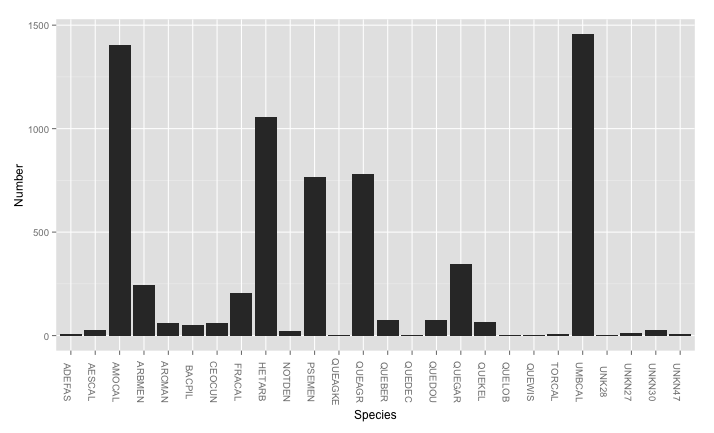 1500
1000
500
0
Number
ADEFAS
AESCAL
AMOCAL
ARBMEN
ARCMAN
BACPIL
CEOCUN
FRACAL
HETARB
NOTDEN
PSEMEN
QUEAGKE
QUEAGR
QUEBER
QUEDEC
QUEDOU
QUEGAR
QUEKEL
QUELOB
QUEWIS
TORCAL
UMBCAL
UNK28
UNKN27
UNKN30
UNKN47
Species